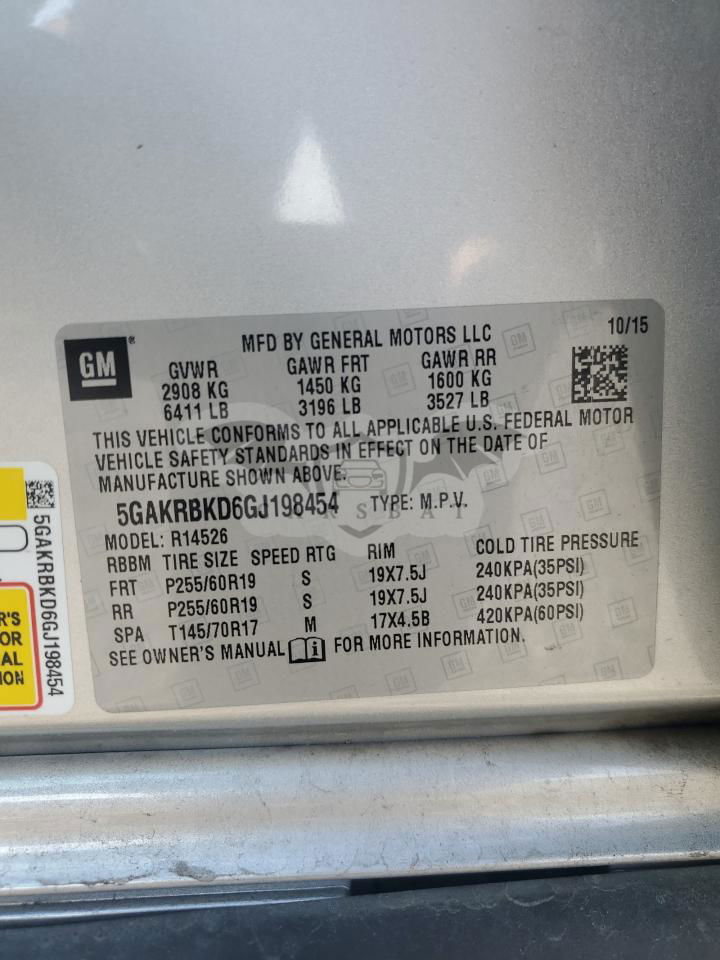 GM
MFD BY GENERAL MOTORS LLC
10/15
GVWR GAWR FRT GAWR RR
2908 KG 1450 KG 1600 KG
6411 LB 3196 LB 3527 LB
THIS VEHICLE CONFORMS TO ALL APPLICABLE U.S. FEDERAL MOTOR
VEHICLE SAFETY STANDARDS IN EFFECT ON THE DATE OF
MANUFACTURE SHOWN ABOVE.
5GAKRBKD6GJ198454 TYPE: M.P.V.
MODEL: R14526
RBBM TIRE SIZE SPEED RTG RIM COLD TIRE PRESSURE
FRT P255/60R19 S 19X7.5J 240KPA(35PSI)
RR P255/60R19 S 19X7.5J 240KPA(35PSI)
SPA T145/70R17 M 17X4.5B 420KPA(60PSI)
SEE OWNER'S MANUAL FOR MORE INFORMATION.
5GAKRBKD6GJ198454